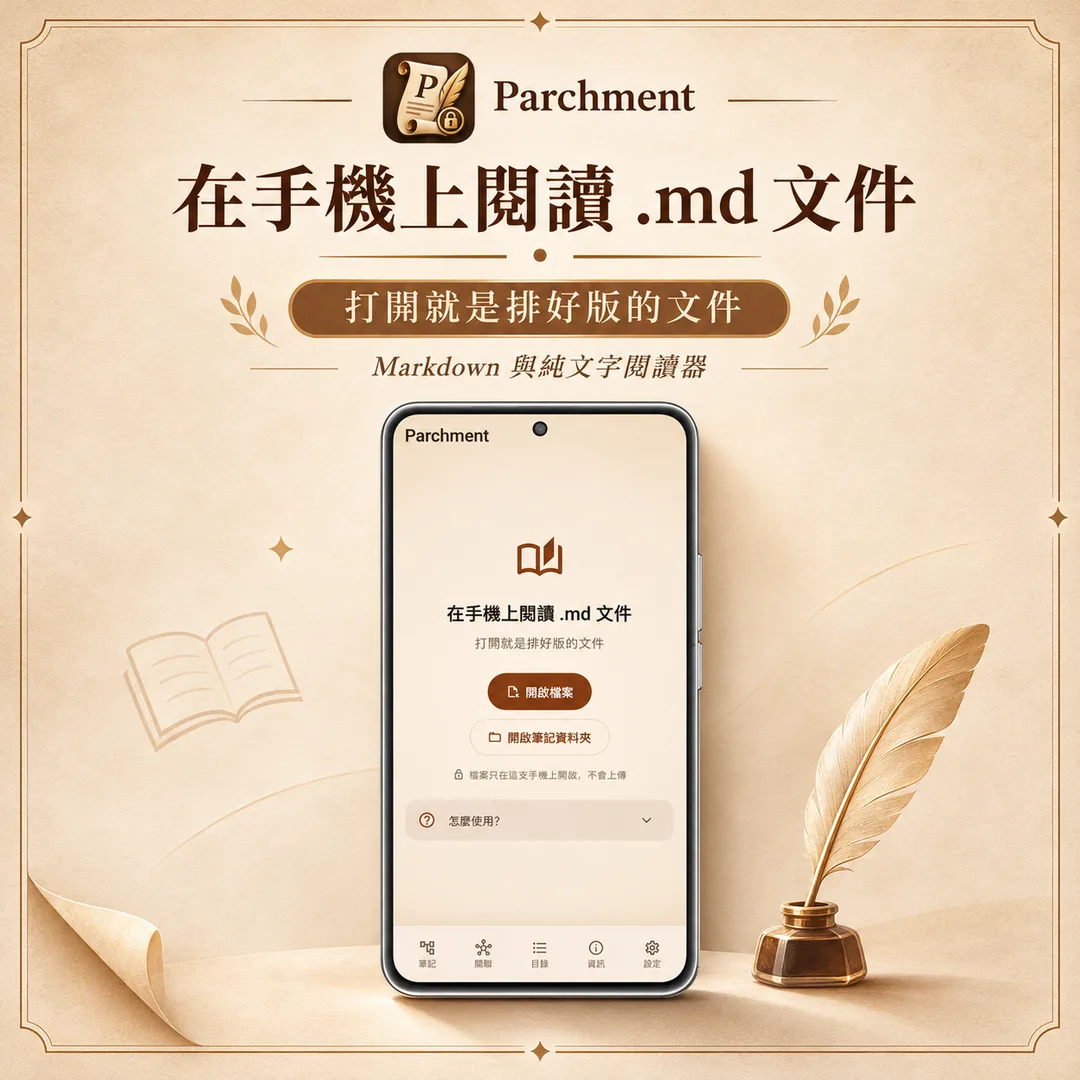 P
Parchment
在手機上閱讀 .md 文件
打開就是排好版的文件
Markdown 與純文字閱讀器
Parchment
在手機上閱讀 .md 文件
打開就是排好版的文件
開啟檔案
開啟筆記資料夾
檔案只在這支手機上開啟，不會上傳
怎麼使用？
筆記
關聯
目錄
資訊
設定